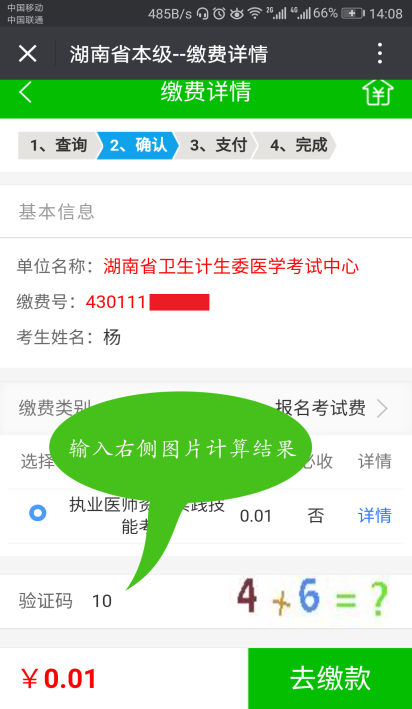 中国移动
中国联通
485B/s 2G 4G 66% 14:08
湖南省本级--缴费详情
缴费详情
1、查询 2、确认 3、支付 4、完成
基本信息
单位名称：湖南省卫生计生委医学考试中心
缴费号：430111
考生姓名：杨
缴费类别 报名考试费
输入右侧图片计算结果
选择 必收 详情
执业医师资 实践技
能考 0.01 否 详情
验证码 10 4+6=?
￥0.01 去缴款